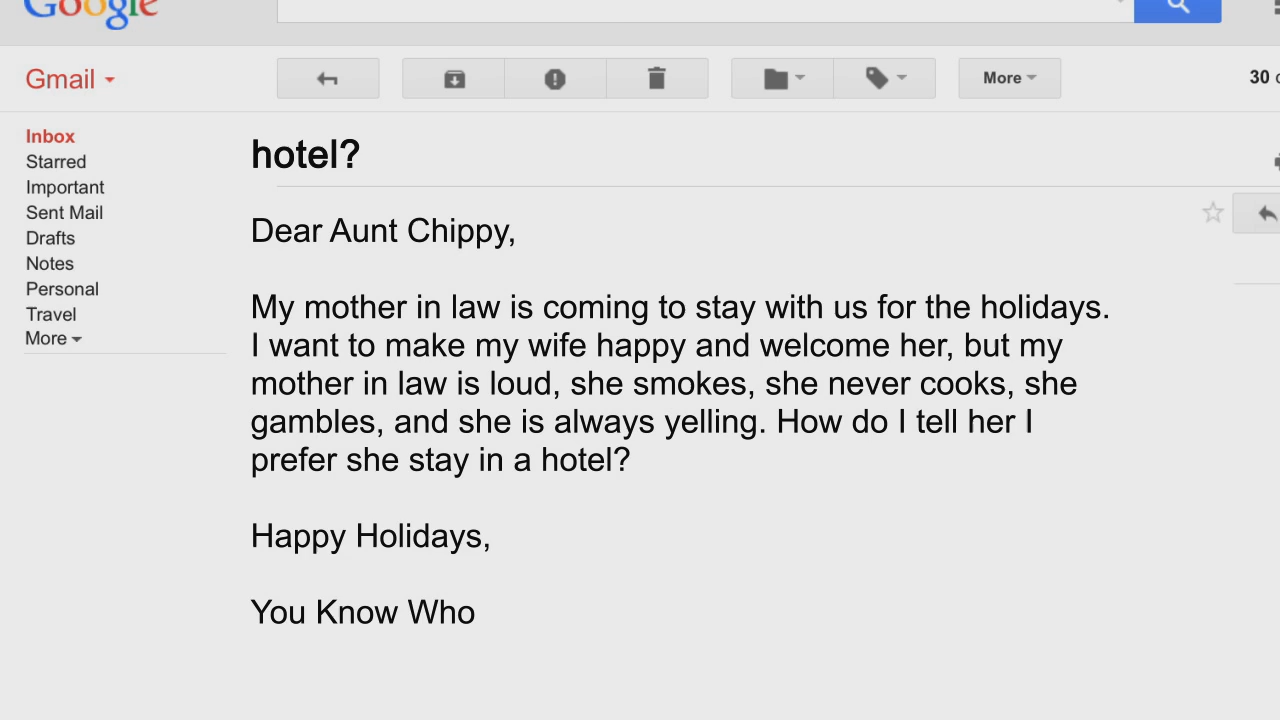 Google
Gmail
More
30
Inbox
Starred
Important
Sent Mail
Drafts
Notes
Personal
Travel
More
hotel?
Dear Aunt Chippy,
My mother in law is coming to stay with us for the holidays.
I want to make my wife happy and welcome her, but my
mother in law is loud, she smokes, she never cooks, she
gambles, and she is always yelling. How do I tell her I
prefer she stay in a hotel?
Happy Holidays,
You Know Who